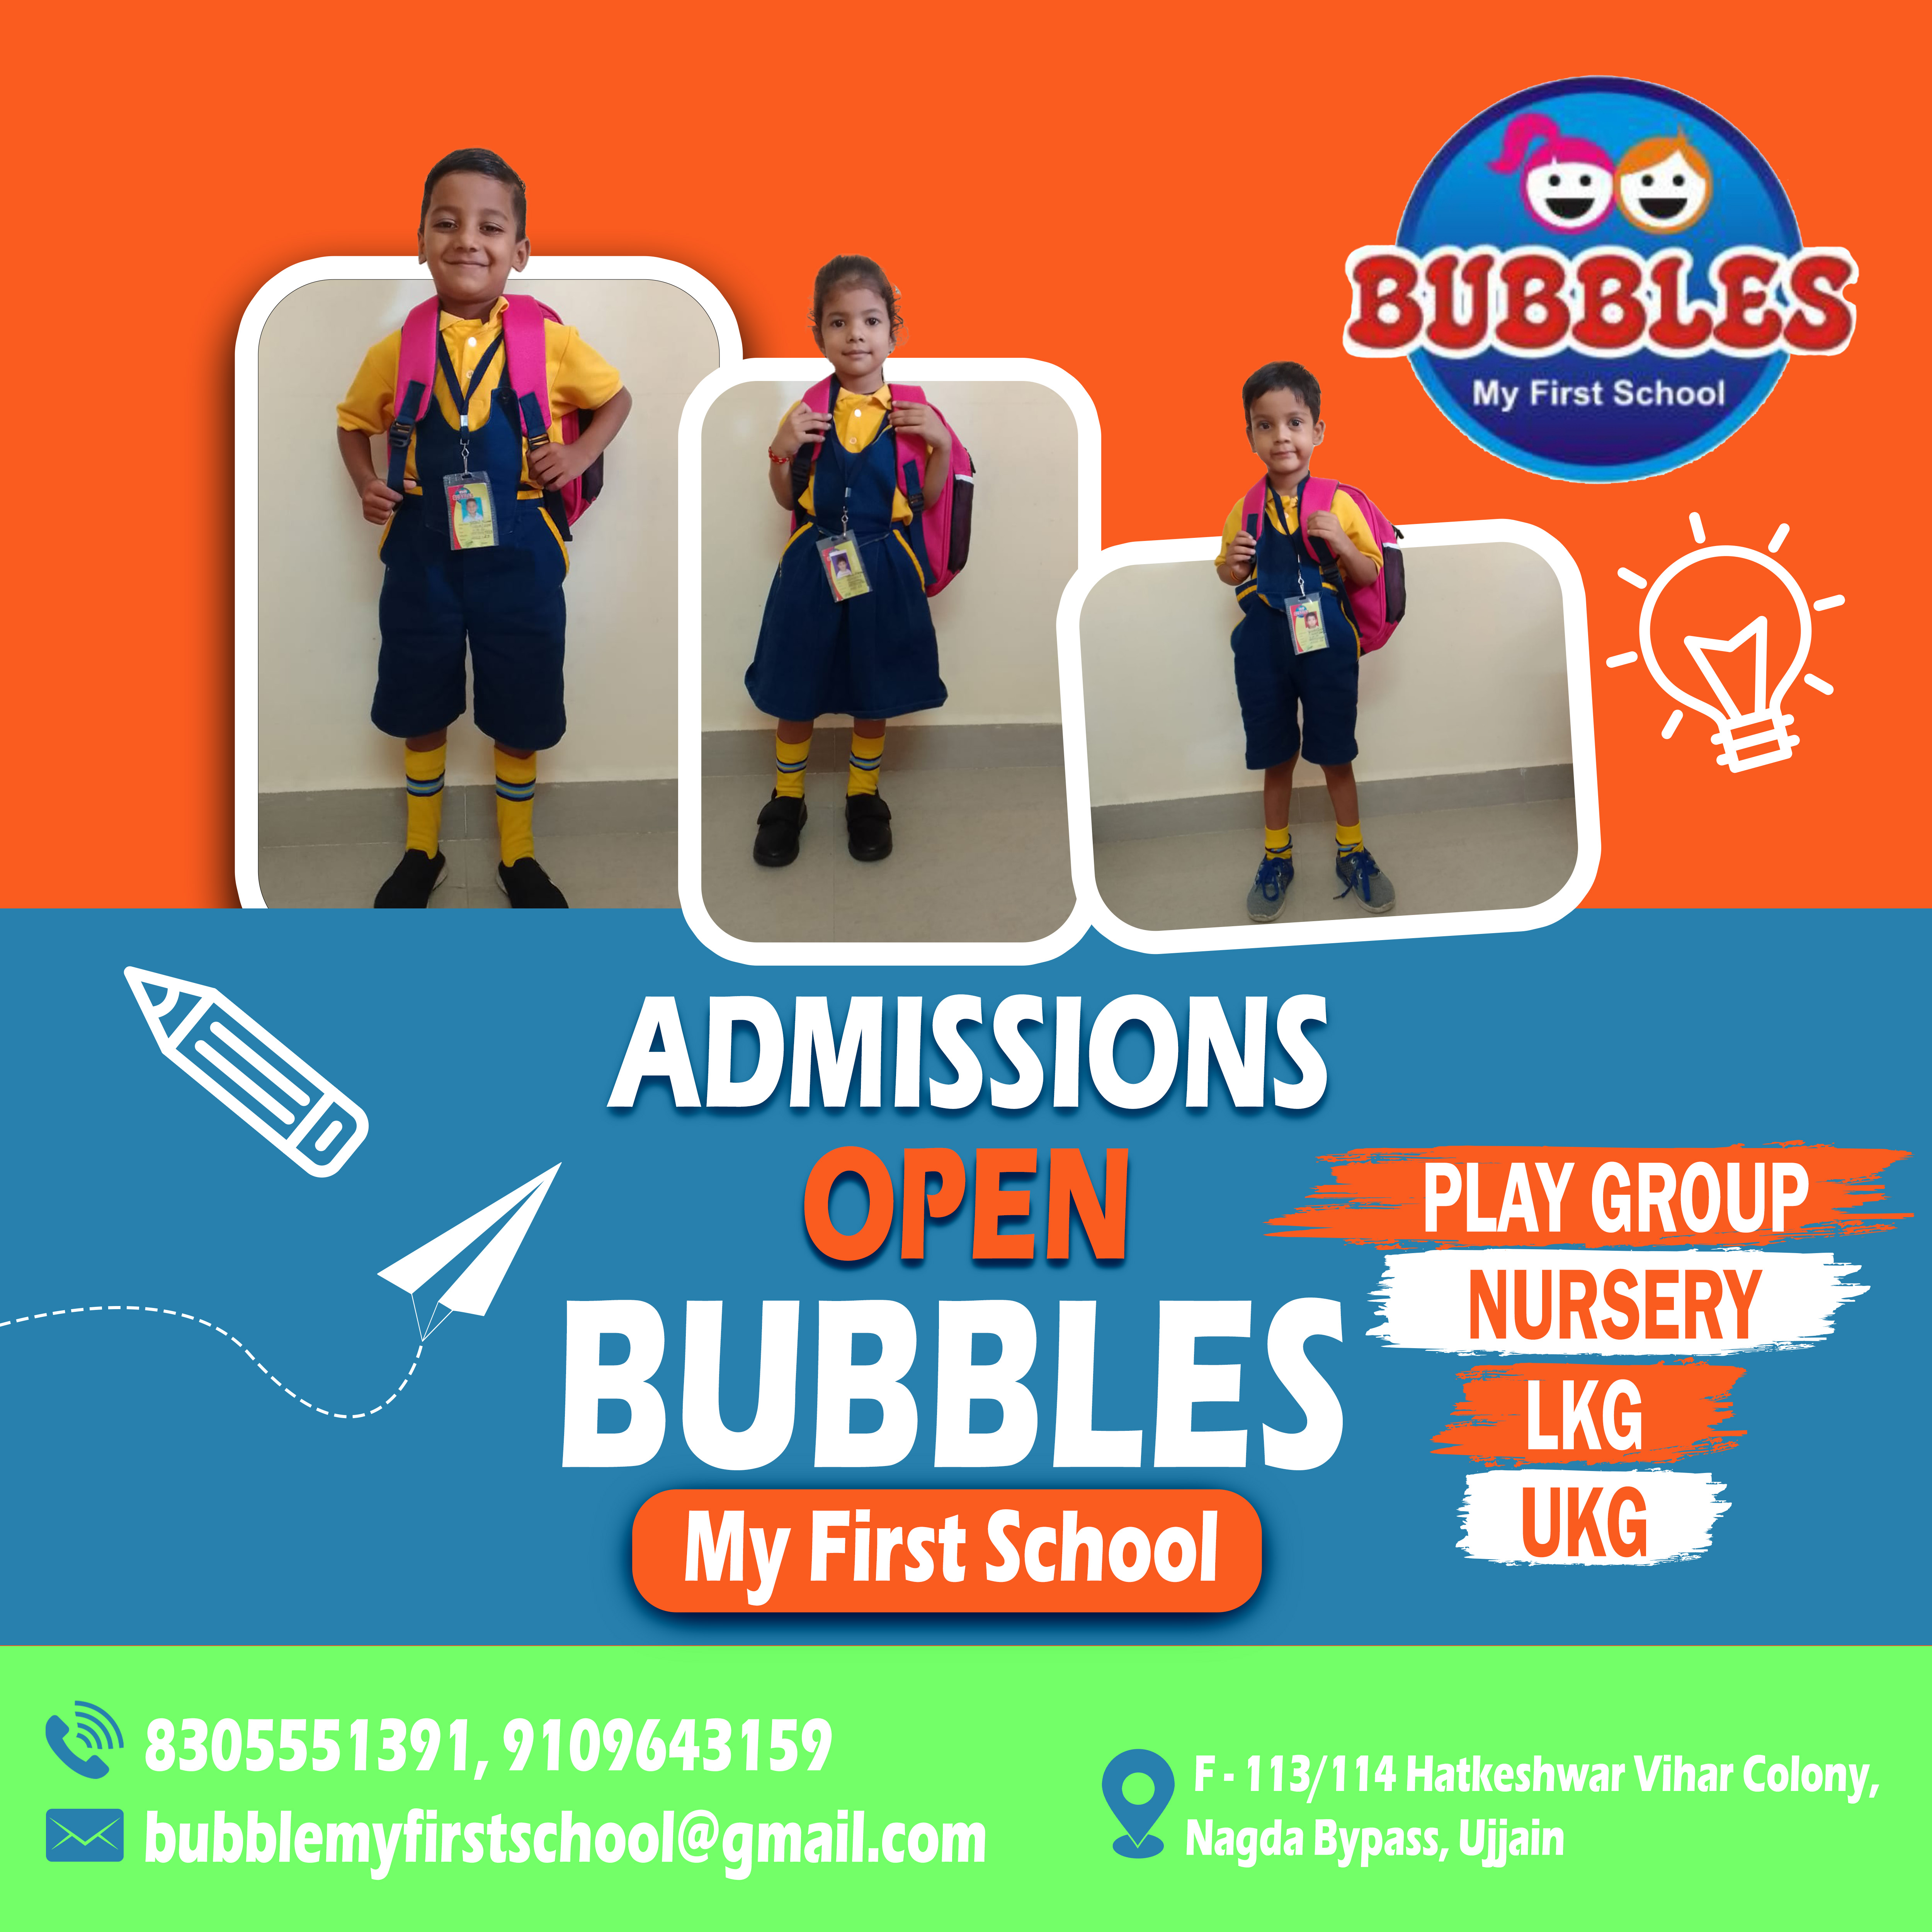 BUBBLES
My First School
ADMISSIONS
OPEN
BUBBLES
My First School
PLAY GROUP
NURSERY
LKG
UKG
8305551391, 9109643159
bubblemyfirstschool@gmail.com
F - 113/114 Hatkeshwar Vihar Colony,
Nagda Bypass, Ujjain